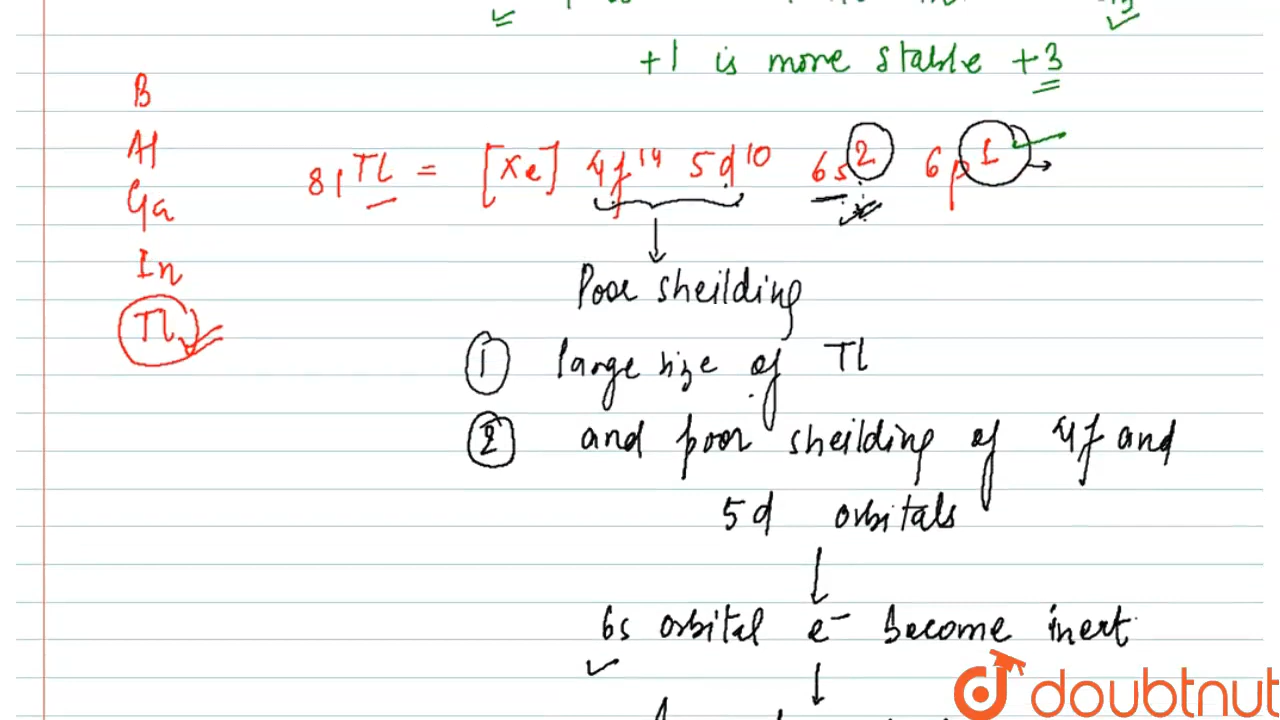 +1 is more stable +3
B
Al
Ga
In
Tl
81Tl = [Xe] 4f14 5d10 6s2 6p1
Poor sheilding
1 large size of Tl
2 and poor sheilding of 4f and
5d orbitals
6s orbital e- become inert
doubtnut